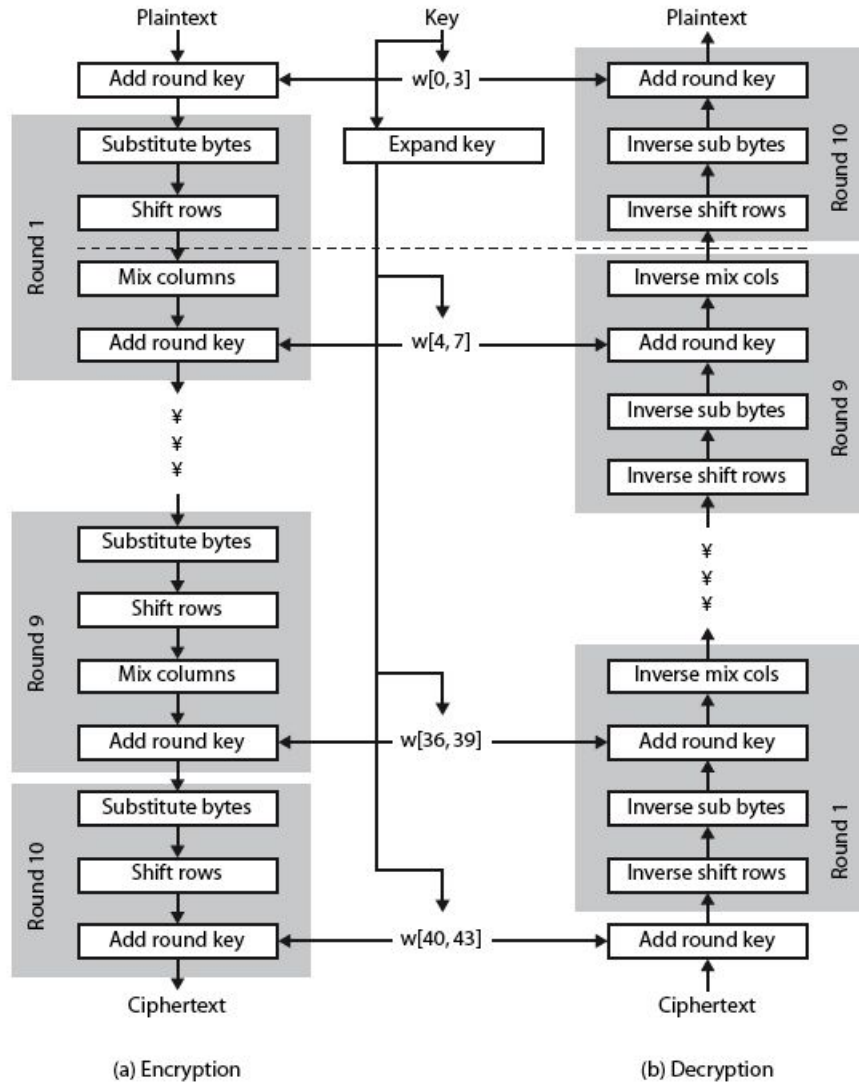 Plaintext
Key
Plaintext
Add round key
w[0, 3]
Add round key
Substitute bytes
Expand key
Inverse sub bytes
Shift rows
Inverse shift rows
Round 1
Round 10
Mix columns
Inverse mix cols
Add round key
w[4, 7]
Add round key
Inverse sub bytes
Inverse shift rows
Round 9
¥
¥
¥
Substitute bytes
Shift rows
Mix columns
Add round key
Round 9
¥
¥
¥
w[36, 39]
Inverse mix cols
Add round key
Inverse sub bytes
Inverse shift rows
Round 1
Substitute bytes
Shift rows
Add round key
Round 10
w[40, 43]
Add round key
Ciphertext
Ciphertext
(a) Encryption
(b) Decryption